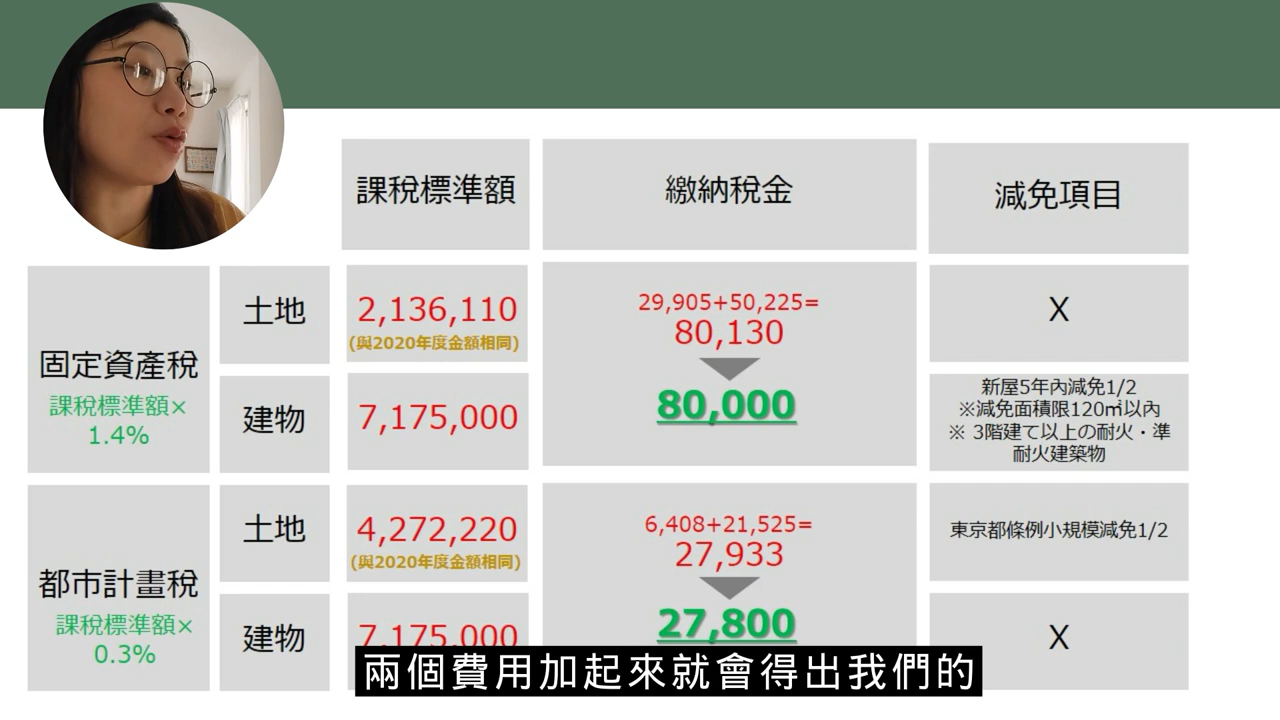 課稅標準額
繳納稅金
減免項目
固定資產稅
課稅標準額×
1.4%
土地
2,136,110
(與2020年度金額相同)
29,905+50,225=
80,130
80,000
X
建物
7,175,000
新屋5年內減免1/2
※減免面積限120㎡以內
※ 3階建て以上の耐火・準
耐火建築物
都市計畫稅
課稅標準額×
0.3%
土地
4,272,220
(與2020年度金額相同)
6,408+21,525=
27,933
27,800
東京都條例小規模減免1/2
建物
7,175,000
X
兩個費用加起來就會得出我們的